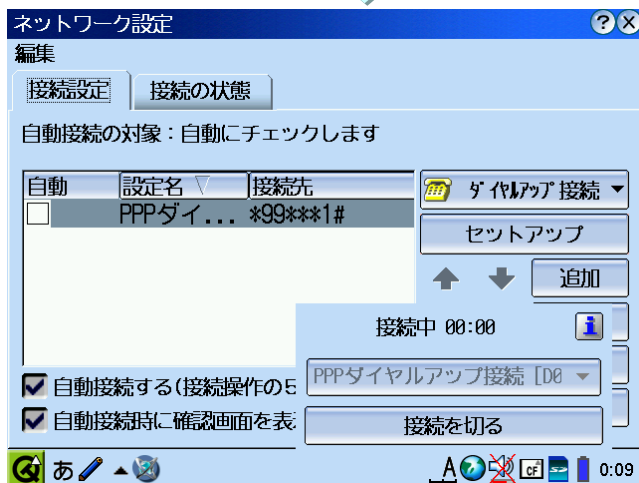 ネットワーク設定
編集
接続設定 接続の状態
自動接続の対象：自動にチェックします
自動 設定名 接続先
PPPダイ... *99***1#
ダイヤルアップ接続
セットアップ
追加
接続中 00:00
PPPダイヤルアップ接続 [D0
接続を切る
自動接続する(接続操作の
自動接続時に確認画面を表
あ A CF 0:09